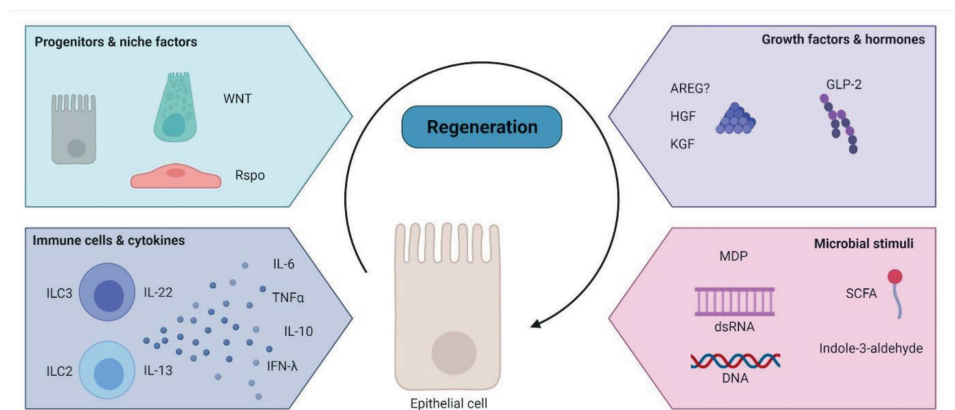 Progenitors & niche factors
WNT
Rspo
Regeneration
Growth factors & hormones
AREG?
HGF
KGF
GLP-2
Immune cells & cytokines
ILC3
IL-22
ILC2
IL-13
IL-6
TNFα
IL-10
IFN-λ
Epithelial cell
Microbial stimuli
MDP
dsRNA
DNA
SCFA
Indole-3-aldehyde